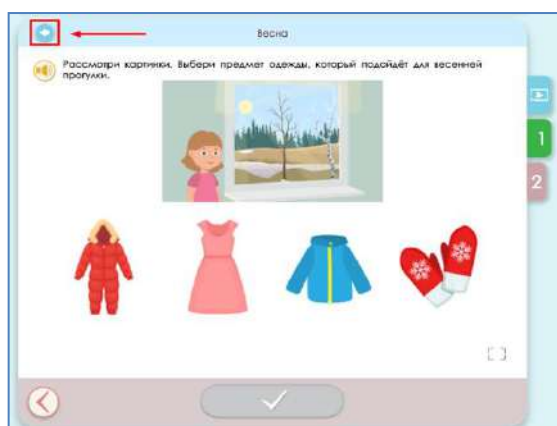 Весна
Рассмотри картинки. Выбери предмет одежды, который подойдёт для весенней
прогулки.
1
2